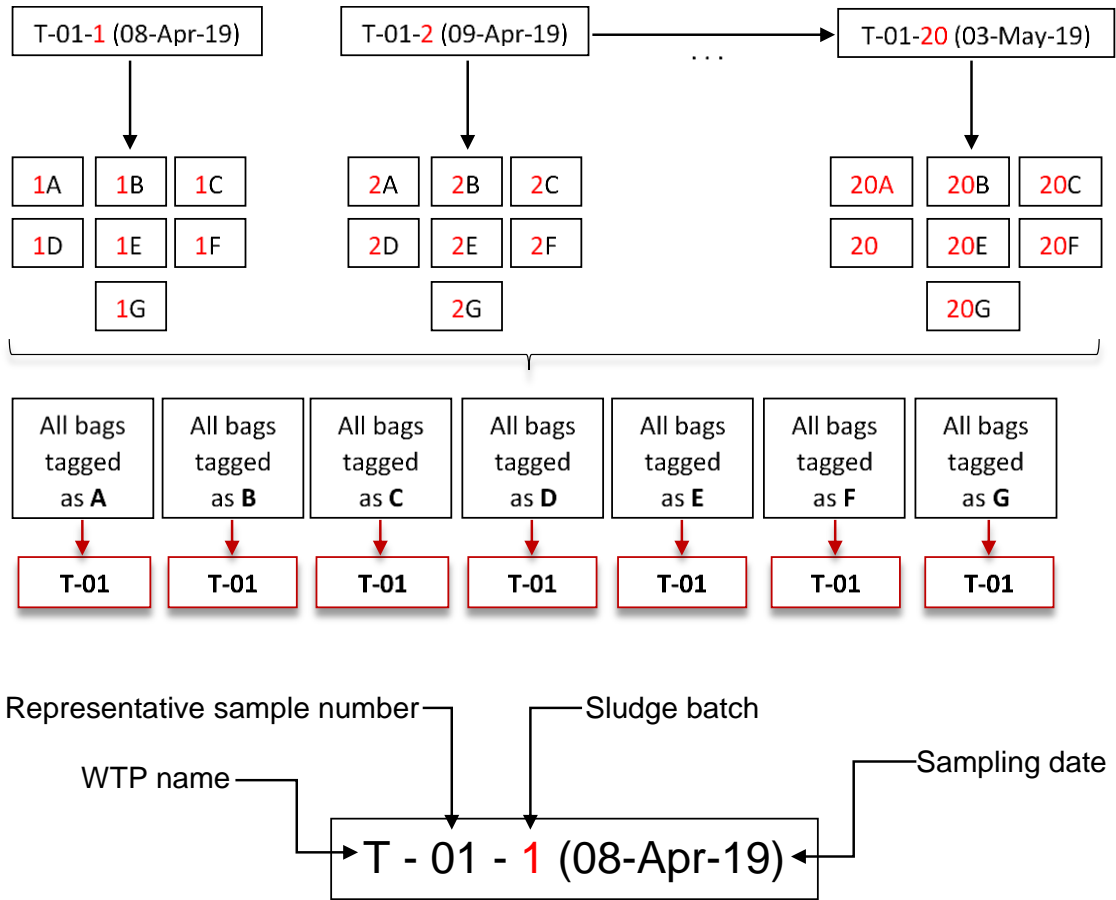 T-01-1 (08-Apr-19)
T-01-2 (09-Apr-19)
. . .
T-01-20 (03-May-19)
1A 1B 1C
1D 1E 1F
1G
2A 2B 2C
2D 2E 2F
2G
20A 20B 20C
20 20E 20F
20G
All bags
tagged
as A
All bags
tagged
as B
All bags
tagged
as C
All bags
tagged
as D
All bags
tagged
as E
All bags
tagged
as F
All bags
tagged
as G
T-01 T-01 T-01 T-01 T-01 T-01 T-01
Representative sample number
Sludge batch
WTP name
Sampling date
T - 01 - 1 (08-Apr-19)